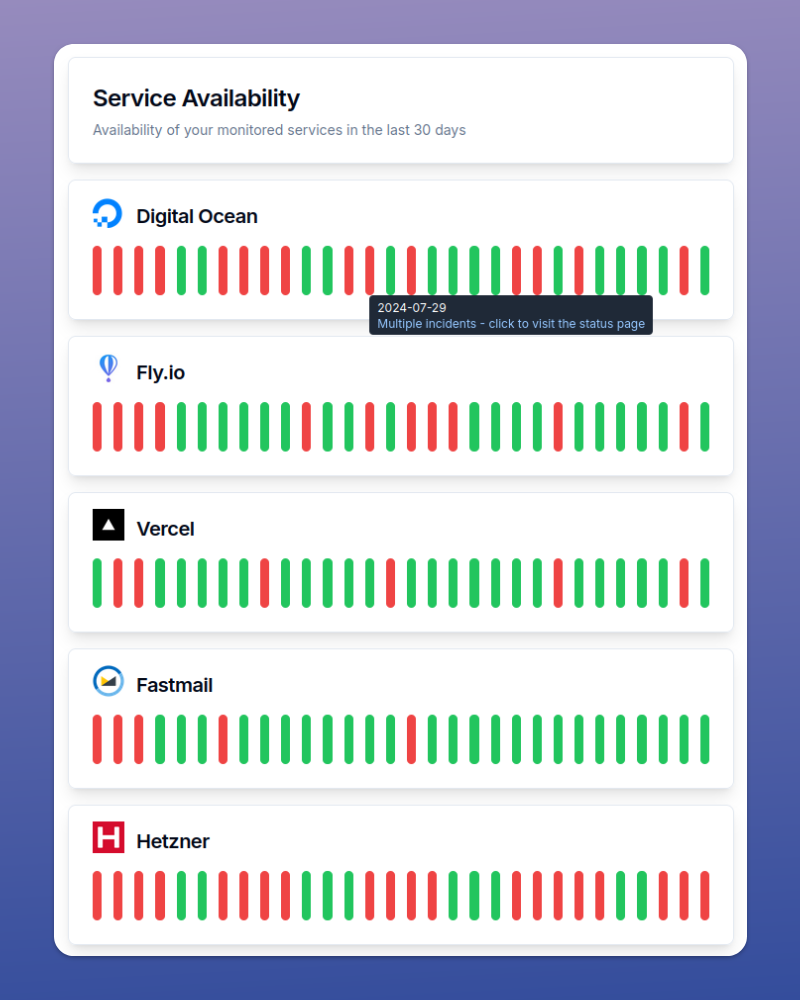 Service Availability
Availability of your monitored services in the last 30 days
Digital Ocean
2024-07-29
Multiple incidents - click to visit the status page
Fly.io
Vercel
Fastmail
H
Hetzner